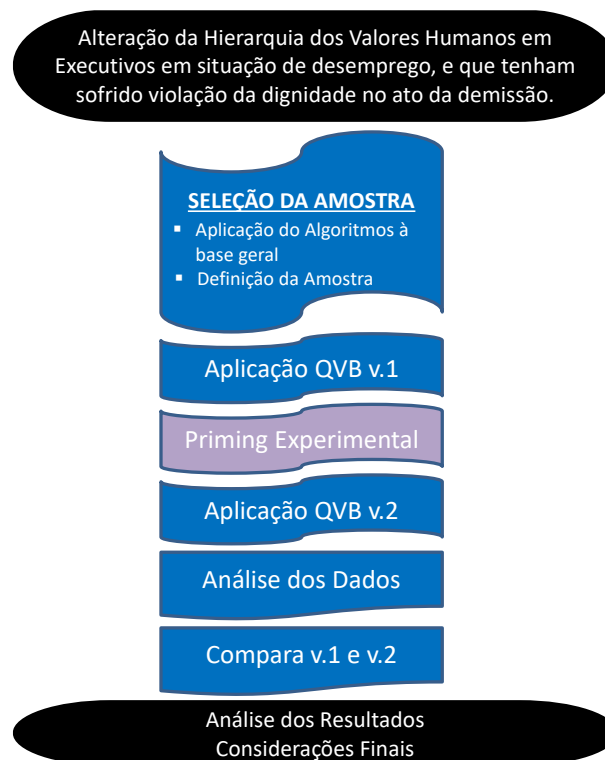 Alteração da Hierarquia dos Valores Humanos em
Executivos em situação de desemprego, e que tenham
sofrido violação da dignidade no ato da demissão.
SELEÇÃO DA AMOSTRA
▪ Aplicação do Algoritmos à
base geral
▪ Definição da Amostra
Aplicação QVB v.1
Priming Experimental
Aplicação QVB v.2
Análise dos Dados
Compara v.1 e v.2
Análise dos Resultados
Considerações Finais